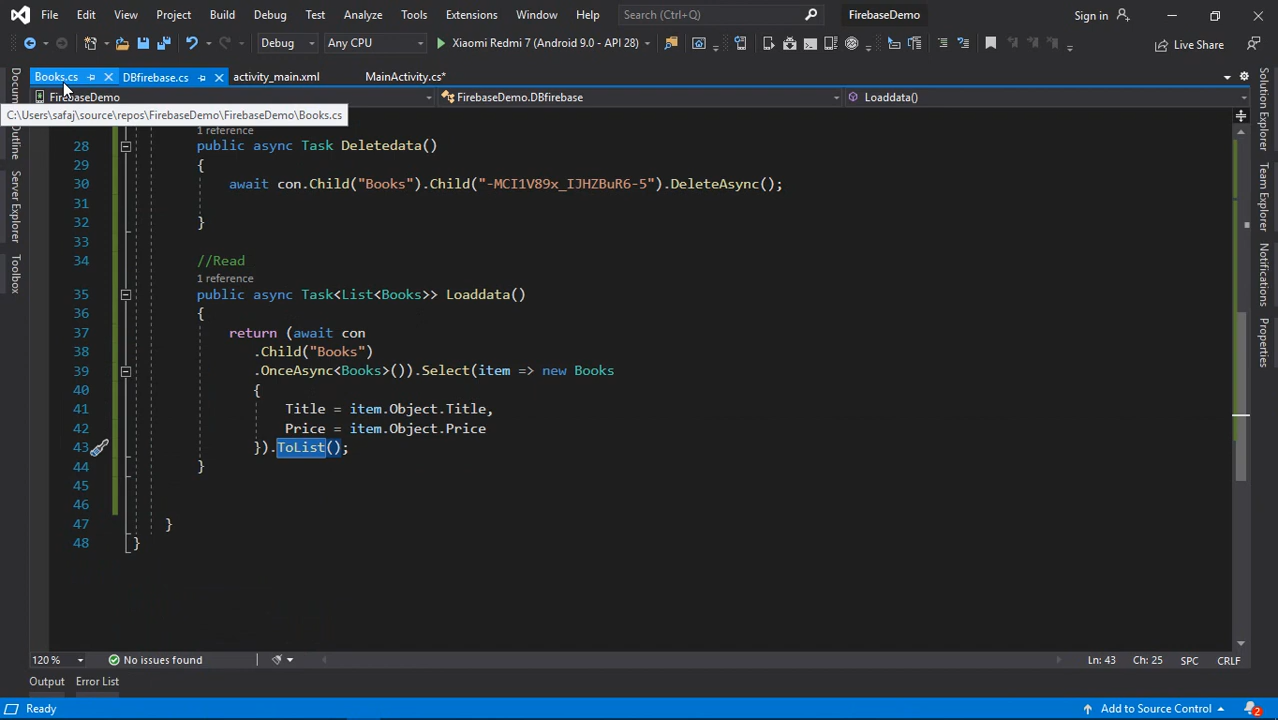 File Edit View Project Build Debug Test Analyze Tools Extensions Window Help Search (Ctrl+Q) FirebaseDemo Sign in
Debug Any CPU Xiaomi Redmi 7 (Android 9.0 - API 28) Live Share
Books.cs DBfirebase.cs activity_main.xml MainActivity.cs*
FirebaseDemo FirebaseDemo.DBfirebase Loaddata()
C:\Users\safaj\source\repos\FirebaseDemo\FirebaseDemo\Books.cs
1 reference
28 public async Task Deletedata()
29 {
30 await con.Child("Books").Child("-MCI1V89x_IJHZBuR6-5").DeleteAsync();
31
32 }
33
34 //Read
1 reference
35 public async Task<List<Books>> Loaddata()
36 {
37 return (await con
38 .Child("Books")
39 .OnceAsync<Books>()).Select(item => new Books
40 {
41 Title = item.Object.Title,
42 Price = item.Object.Price
43 }).ToList();
44 }
45
46
47 }
48 }
120 % No issues found Ln: 43 Ch: 25 SPC CRLF
Output Error List
Ready Add to Source Control 2
Server Explorer
Toolbox
Solution Explorer
Team Explorer
Notifications
Properties